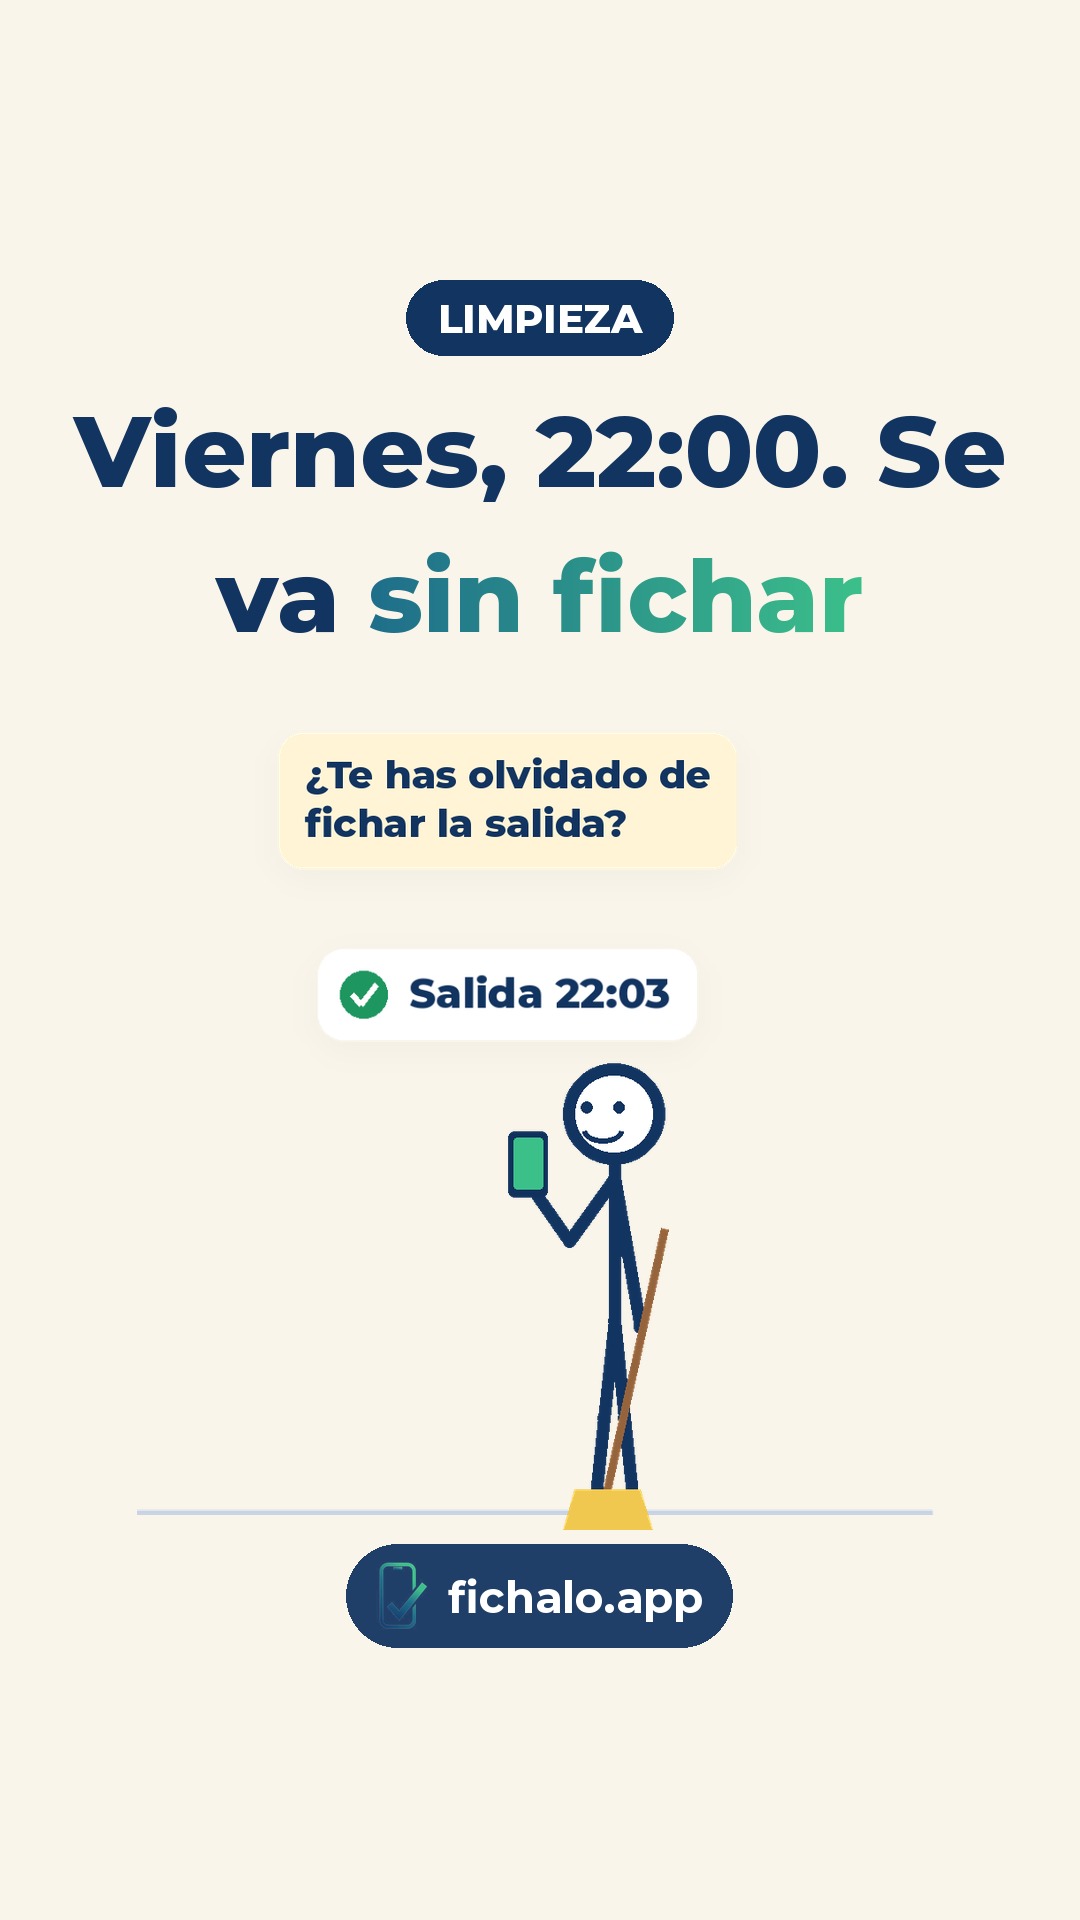 LIMPIEZA
Viernes, 22:00. Se
va sin fichar
¿Te has olvidado de
fichar la salida?
Salida 22:03
fichalo.app